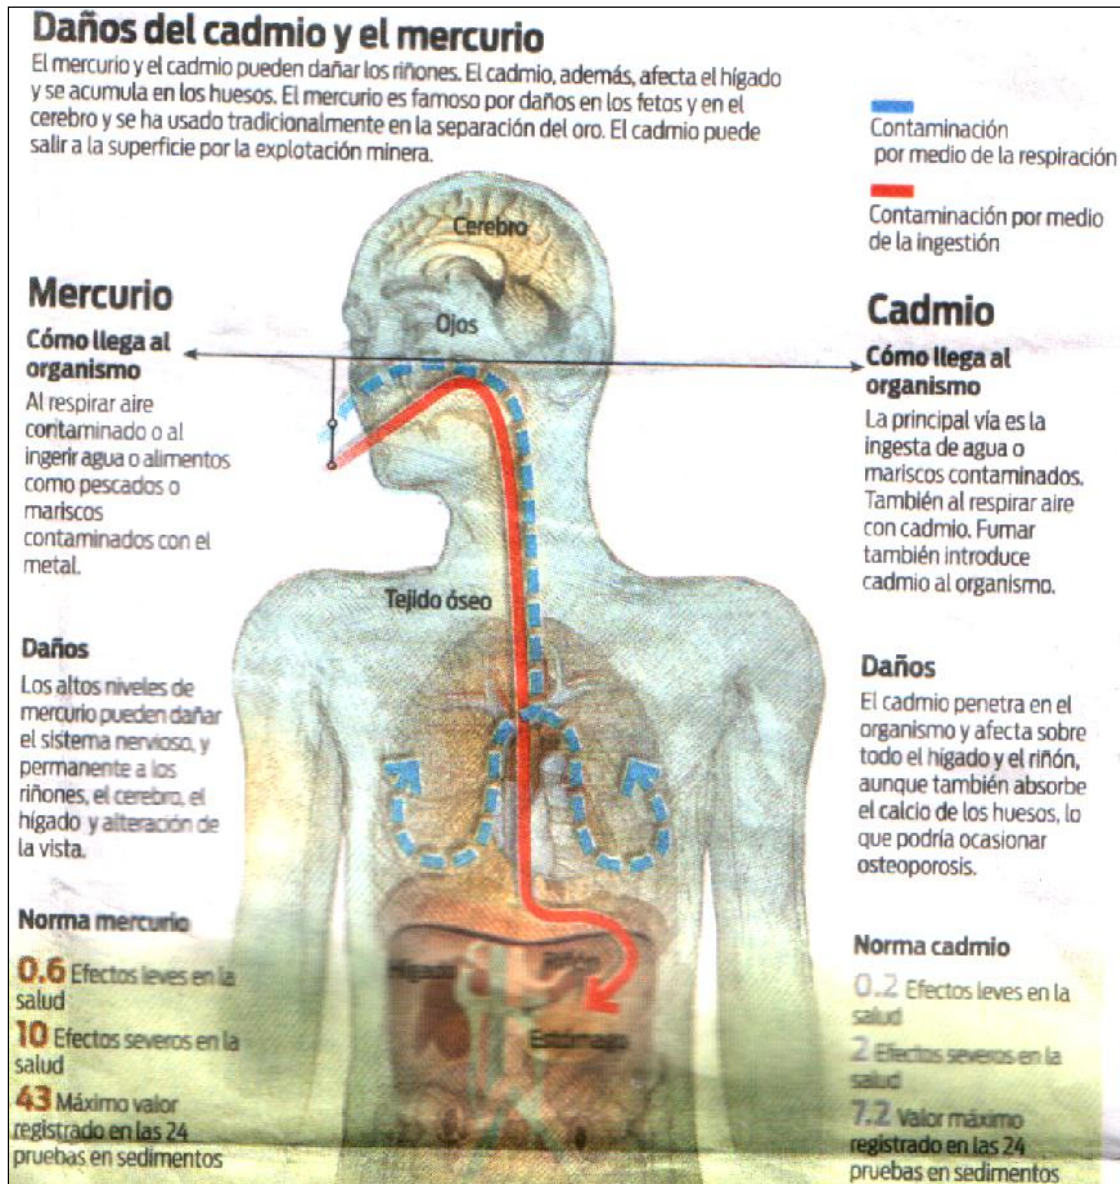 Daños del cadmio y el mercurio
El mercurio y el cadmio pueden dañar los riñones. El cadmio, además, afecta el hígado
y se acumula en los huesos. El mercurio es famoso por daños en los fetos y en el
cerebro y se ha usado tradicionalmente en la separación del oro. El cadmio puede
salir a la superficie por la explotación minera.
Contaminación
por medio de la respiración
Contaminación por medio
de la ingestión
Cerebro
Ojos
Tejido óseo
Hígado
Riñón
Estómago
Mercurio
Cómo llega al
organismo
Al respirar aire
contaminado o al
ingerir agua o alimentos
como pescados o
mariscos
contaminados con el
metal.
Daños
Los altos niveles de
mercurio pueden dañar
el sistema nervioso, y
permanente a los
riñones, el cerebro, el
hígado y alteración de
la vista.
Norma mercurio
0.6 Efectos leves en la
salud
10 Efectos severos en la
salud
43 Máximo valor
registrado en las 24
pruebas en sedimentos
Cadmio
Cómo llega al
organismo
La principal vía es la
ingesta de agua o
mariscos contaminados.
También al respirar aire
con cadmio. Fumar
también introduce
cadmio al organismo.
Daños
El cadmio penetra en el
organismo y afecta sobre
todo el hígado y el riñón,
aunque también absorbe
el calcio de los huesos, lo
que podría ocasionar
osteoporosis.
Norma cadmio
0.2 Efectos leves en la
salud
2 Efectos severos en la
salud
7.2 Valor máximo
registrado en las 24
pruebas en sedimentos